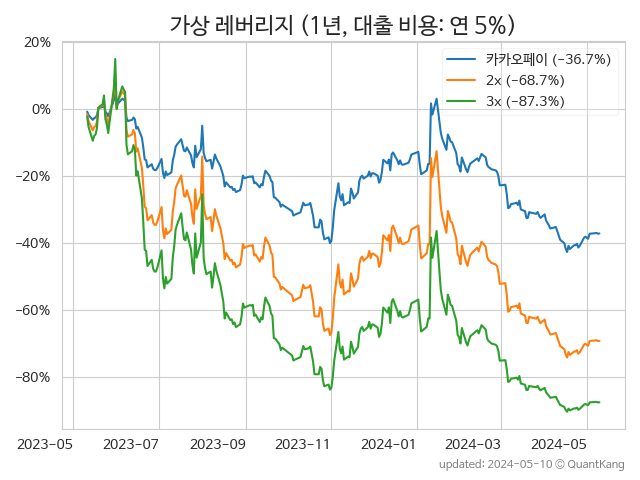 가상 레버리지 (1년, 대출 비용: 연 5%)
카카오페이 (−36.7%)
2x (−68.7%)
3x (−87.3%)
20%
0%
−20%
−40%
−60%
−80%
2023−05 2023−07 2023−09 2023−11 2024−01 2024−03 2024−05
updated: 2024−05−10 ⓒ QuantKang